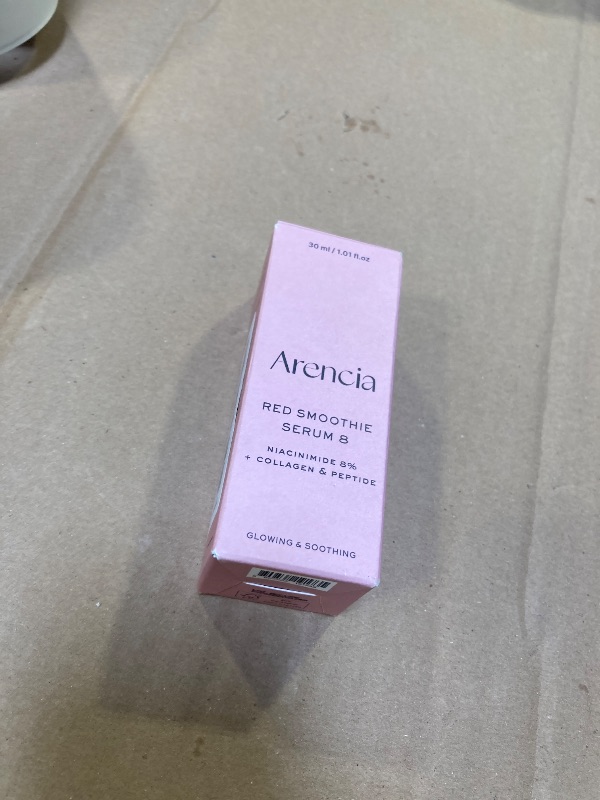 30 ml / 1.01 fl.oz
Arencia
RED SMOOTHIE
SERUM 8
NIACINIMIDE 8%
+ COLLAGEN & PEPTIDE
GLOWING & SOOTHING